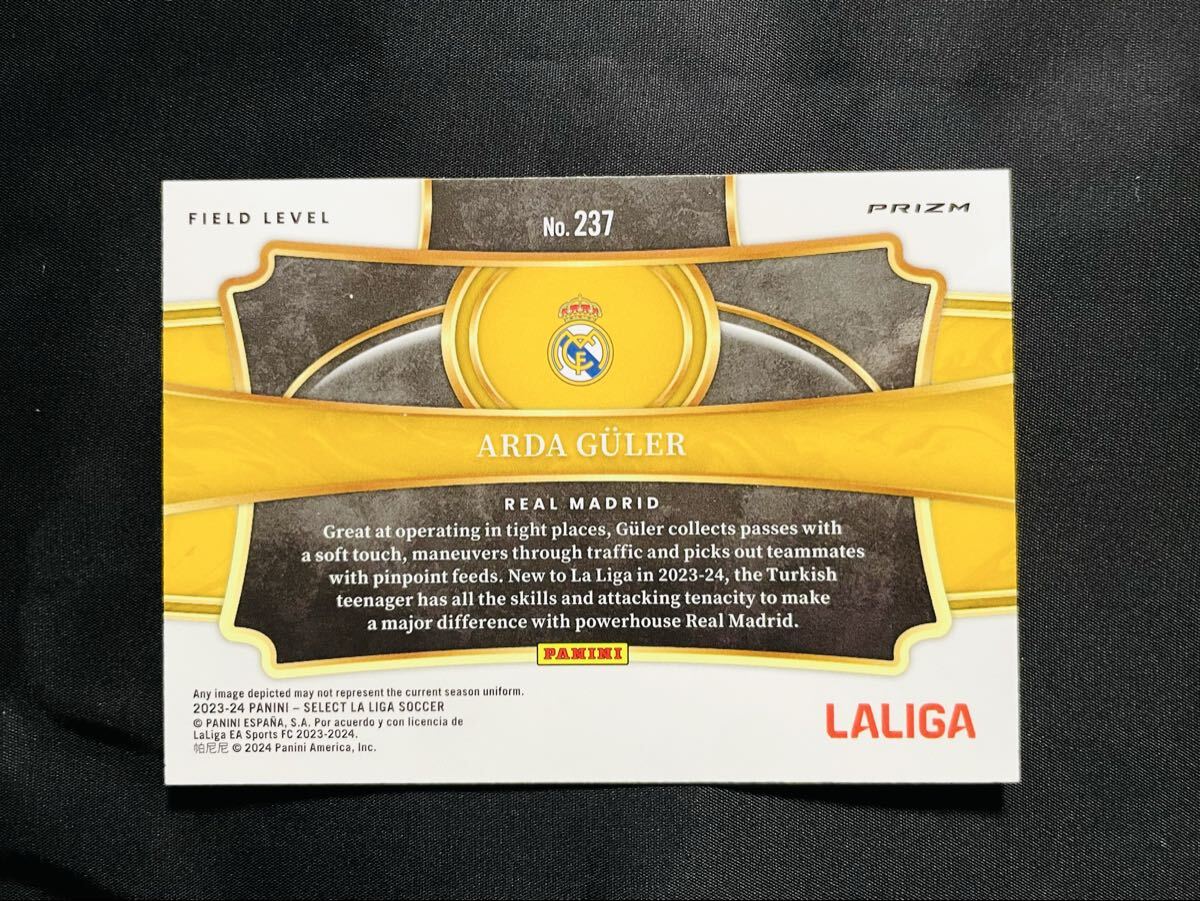 FIELD LEVEL
No. 237
PRIZM
ARDA GÜLER
REAL MADRID
Great at operating in tight places, Güler collects passes with
a soft touch, maneuvers through traffic and picks out teammates
with pinpoint feeds. New to La Liga in 2023-24, the Turkish
teenager has all the skills and attacking tenacity to make
a major difference with powerhouse Real Madrid.
PANINI
Any image depicted may not represent the current season uniform.
2023-24 PANINI – SELECT LA LIGA SOCCER
© PANINI ESPAÑA, S.A. Por acuerdo y con licencia de
LaLiga EA Sports FC 2023-2024.
帕尼尼 © 2024 Panini America, Inc.
LALIGA